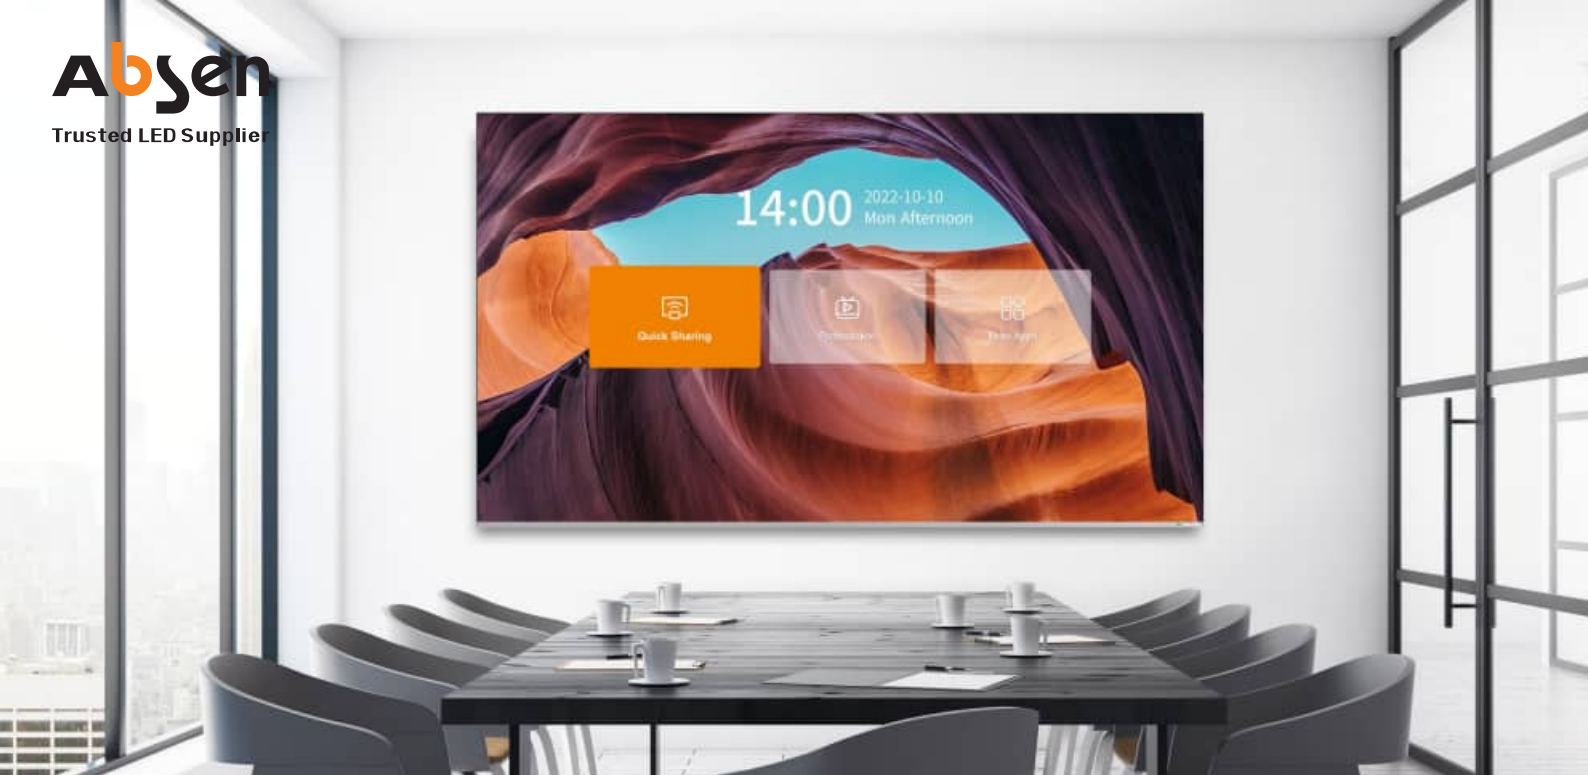 Absen
Trusted LED Supplier
14:00
2022-10-10
Mon Afternoon
Quick Sharing